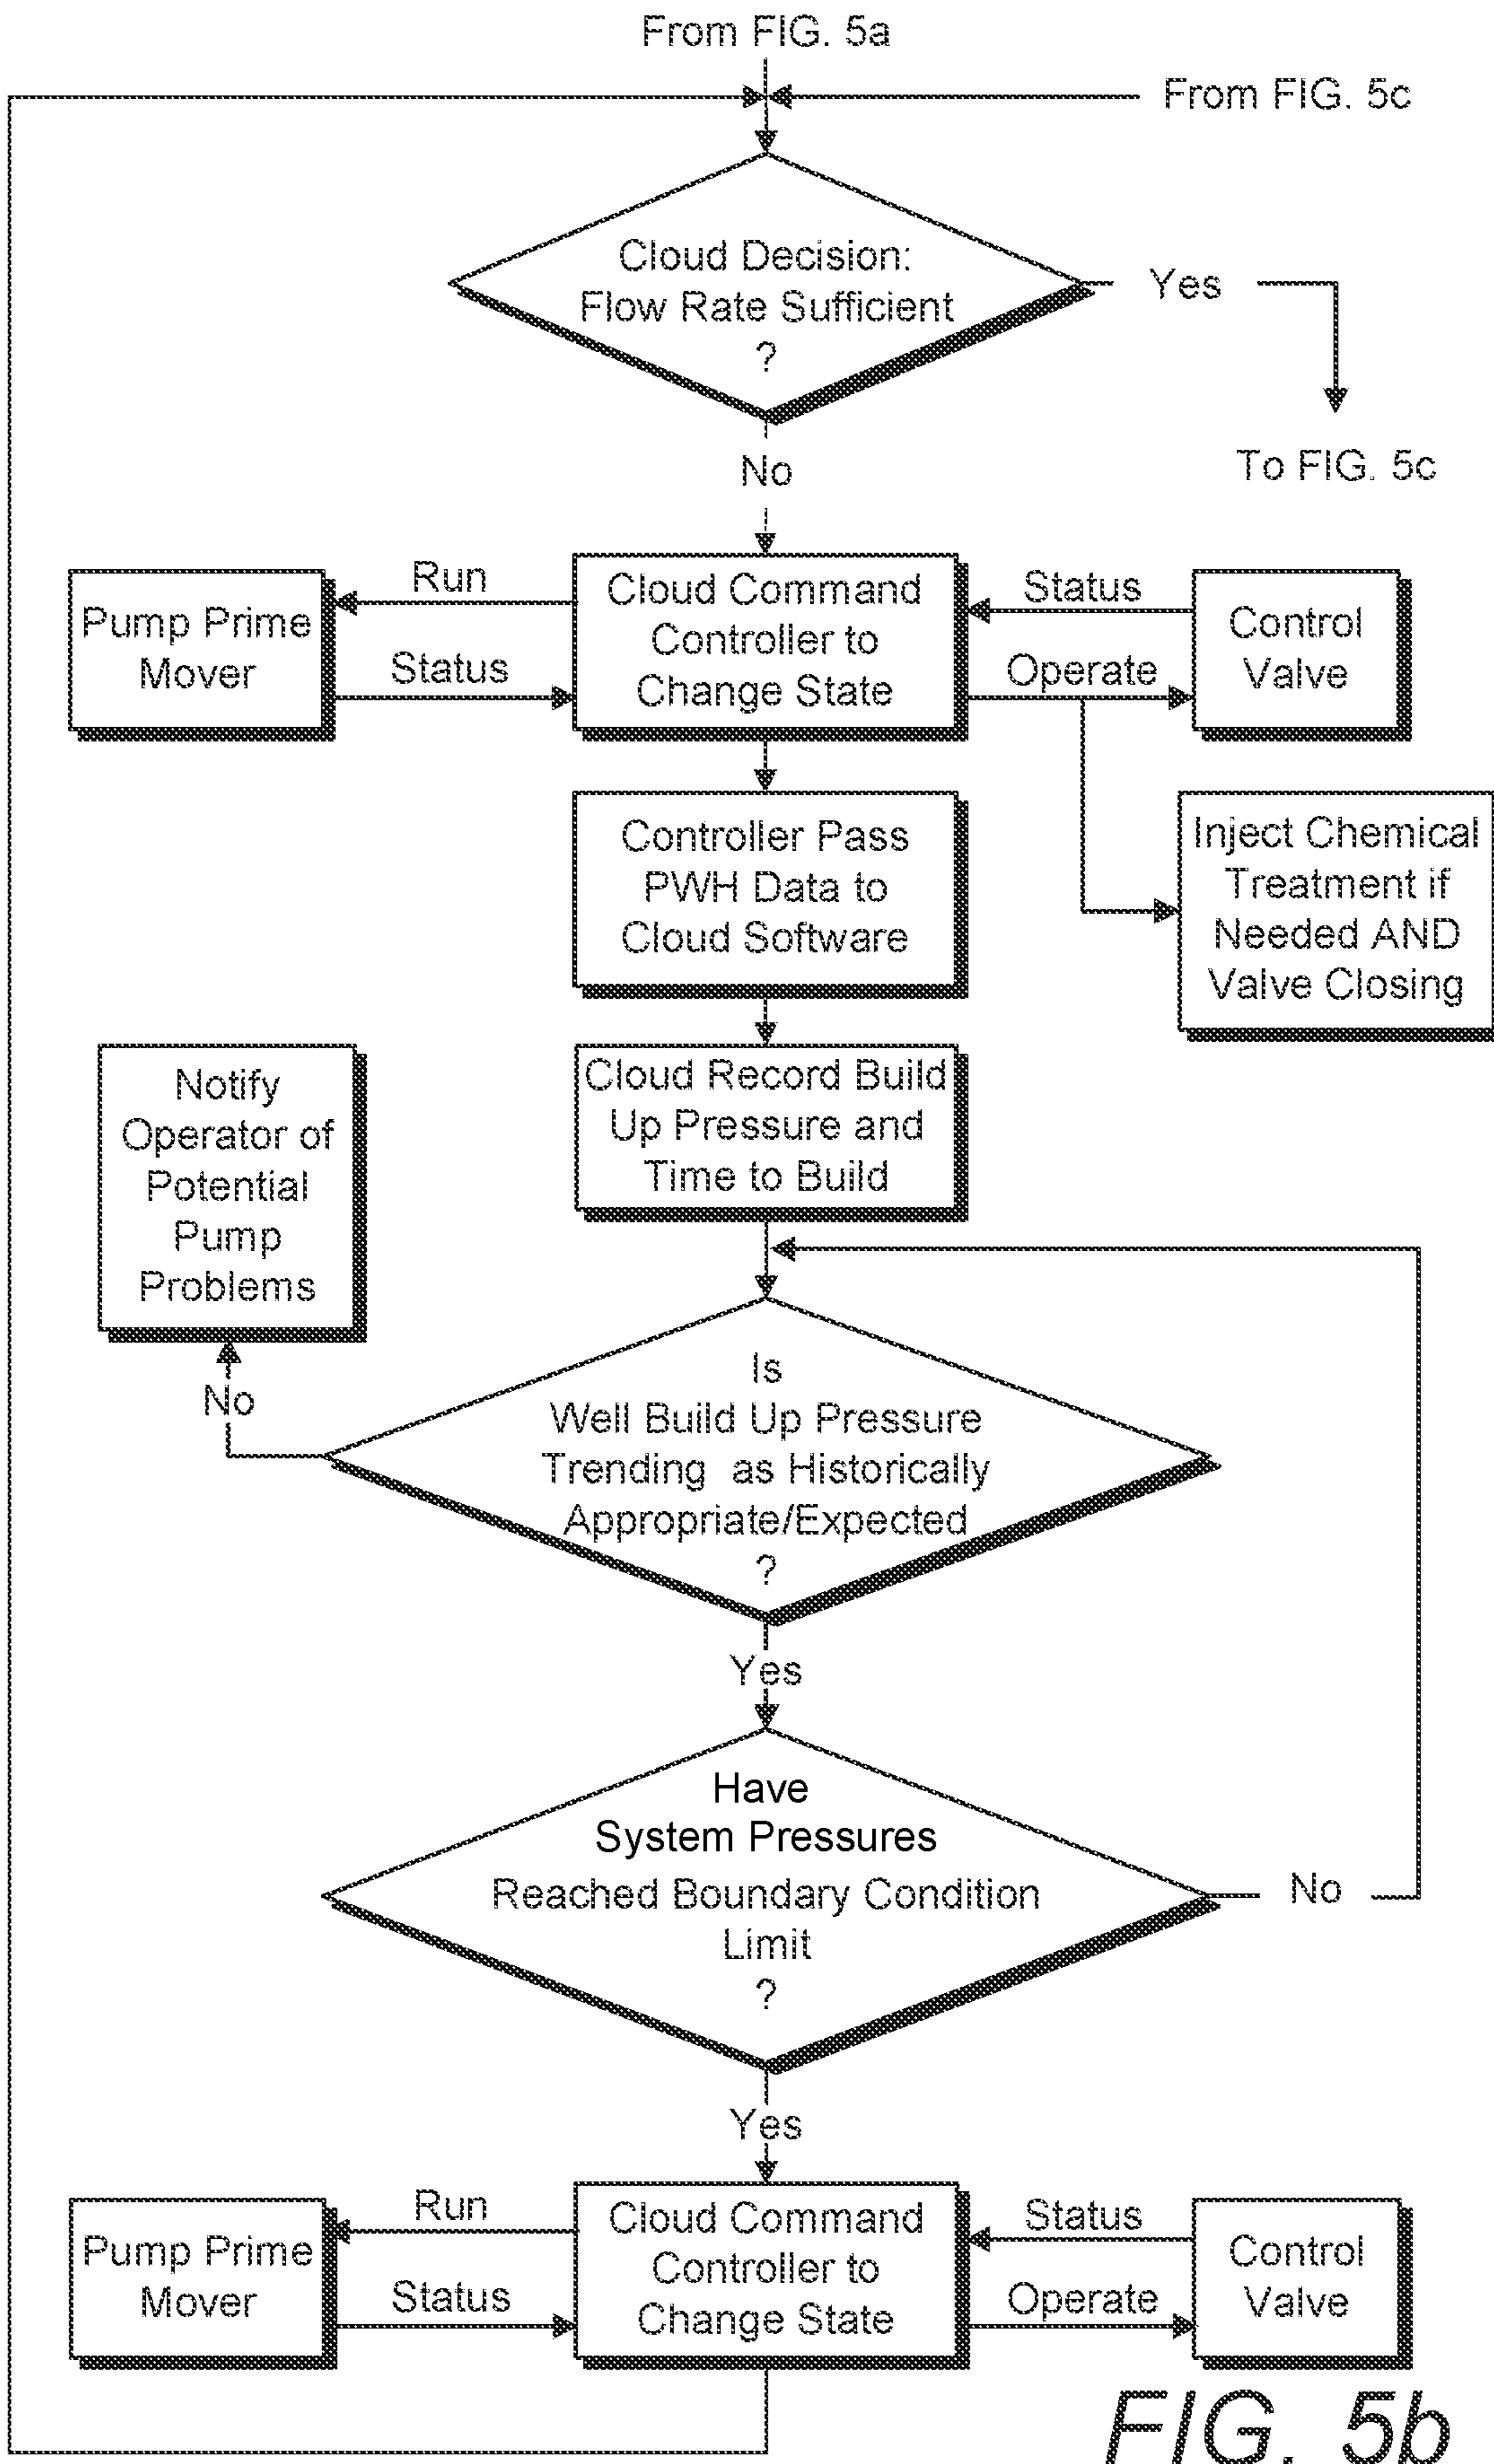 From FIG. 5a
From FIG. 5c
Cloud Decision:
Flow Rate Sufficient
?
Yes
To FIG. 5c
No
Pump Prime
Mover
Run
Status
Cloud Command
Controller to
Change State
Status
Operate
Control
Valve
Controller Pass
PWH Data to
Cloud Software
Inject Chemical
Treatment if
Needed AND
Valve Closing
Cloud Record Build
Up Pressure and
Time to Build
Notify
Operator of
Potential
Pump
Problems
No
Is
Well Build Up Pressure
Trending as Historically
Appropriate/Expected
?
Yes
Have
System Pressures
Reached Boundary Condition
Limit
?
No
Yes
Pump Prime
Mover
Run
Status
Cloud Command
Controller to
Change State
Status
Operate
Control
Valve
FIG. 5b